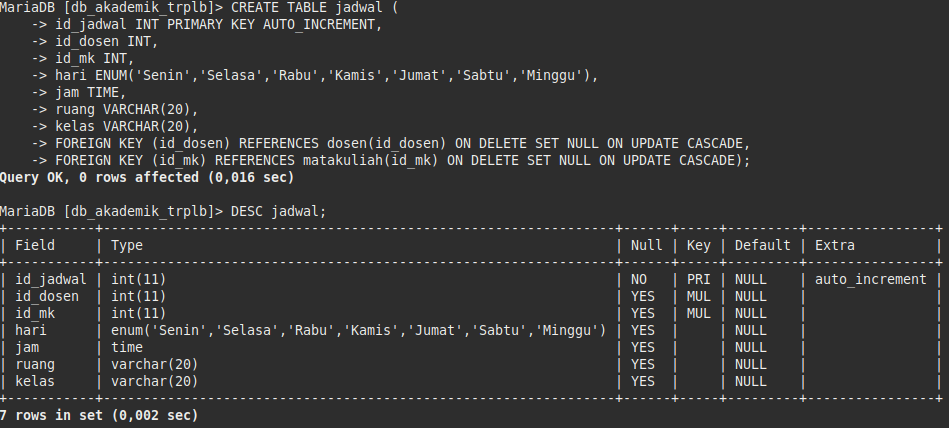 MariaDB [db_akademik_trplb]> CREATE TABLE jadwal (
    -> id_jadwal INT PRIMARY KEY AUTO_INCREMENT,
    -> id_dosen INT,
    -> id_mk INT,
    -> hari ENUM('Senin','Selasa','Rabu','Kamis','Jumat','Sabtu','Minggu'),
    -> jam TIME,
    -> ruang VARCHAR(20),
    -> kelas VARCHAR(20),
    -> FOREIGN KEY (id_dosen) REFERENCES dosen(id_dosen) ON DELETE SET NULL ON UPDATE CASCADE,
    -> FOREIGN KEY (id_mk) REFERENCES matakuliah(id_mk) ON DELETE SET NULL ON UPDATE CASCADE);
Query OK, 0 rows affected (0,016 sec)

MariaDB [db_akademik_trplb]> DESC jadwal;
+-----------+---------------------------------------------------------------+------+-----+---------+----------------+
| Field     | Type                                                          | Null | Key | Default | Extra          |
+-----------+---------------------------------------------------------------+------+-----+---------+----------------+
| id_jadwal | int(11)                                                       | NO   | PRI | NULL    | auto_increment |
| id_dosen  | int(11)                                                       | YES  | MUL | NULL    |                |
| id_mk     | int(11)                                                       | YES  | MUL | NULL    |                |
| hari      | enum('Senin','Selasa','Rabu','Kamis','Jumat','Sabtu','Minggu') | YES  |     | NULL    |                |
| jam       | time                                                          | YES  |     | NULL    |                |
| ruang     | varchar(20)                                                   | YES  |     | NULL    |                |
| kelas     | varchar(20)                                                   | YES  |     | NULL    |                |
+-----------+---------------------------------------------------------------+------+-----+---------+----------------+
7 rows in set (0,002 sec)